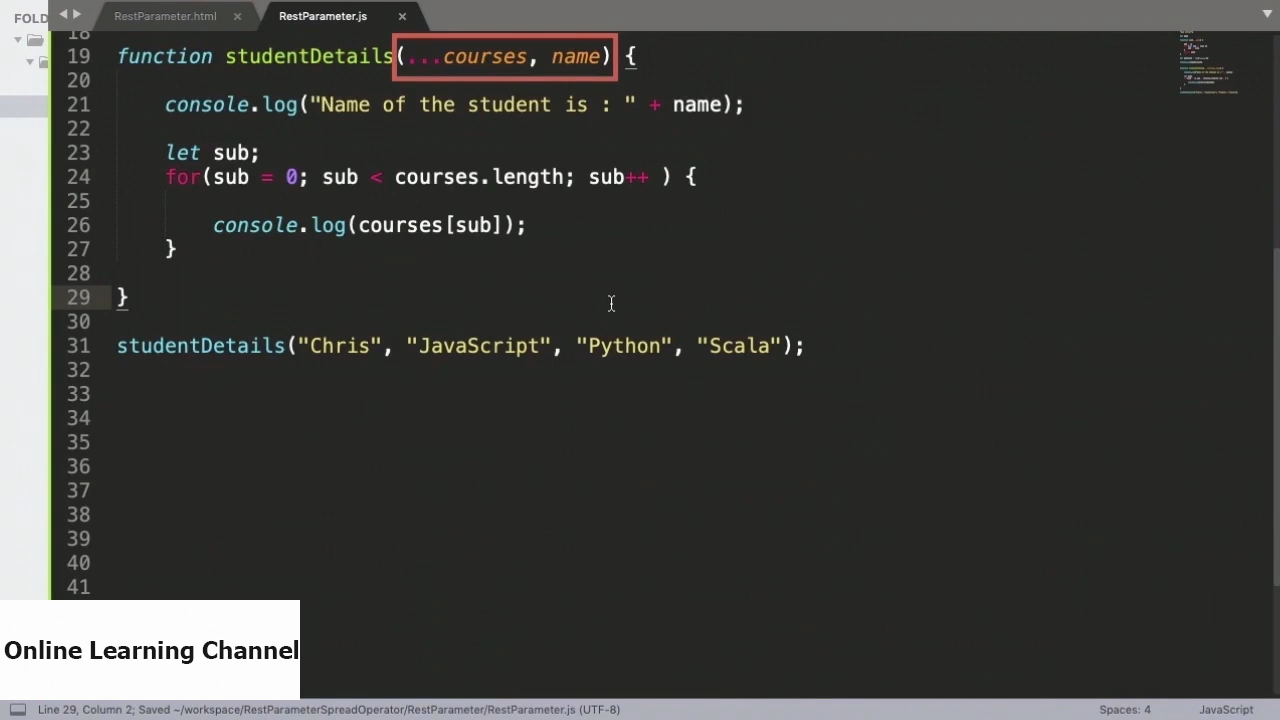 FOLD
RestParameter.html ×
RestParameter.js ×
18
19 function studentDetails(...courses, name) {
20
21 console.log("Name of the student is : " + name);
22
23 let sub;
24 for(sub = 0; sub < courses.length; sub++ ) {
25
26 console.log(courses[sub]);
27 }
28
29 }
30
31 studentDetails("Chris", "JavaScript", "Python", "Scala");
32
33
34
35
36
37
38
39
40
41
Online Learning Channel
Line 29, Column 2; Saved ~/workspace/RestParameterSpreadOperator/RestParameter/RestParameter.js (UTF-8)
Spaces: 4
JavaScript